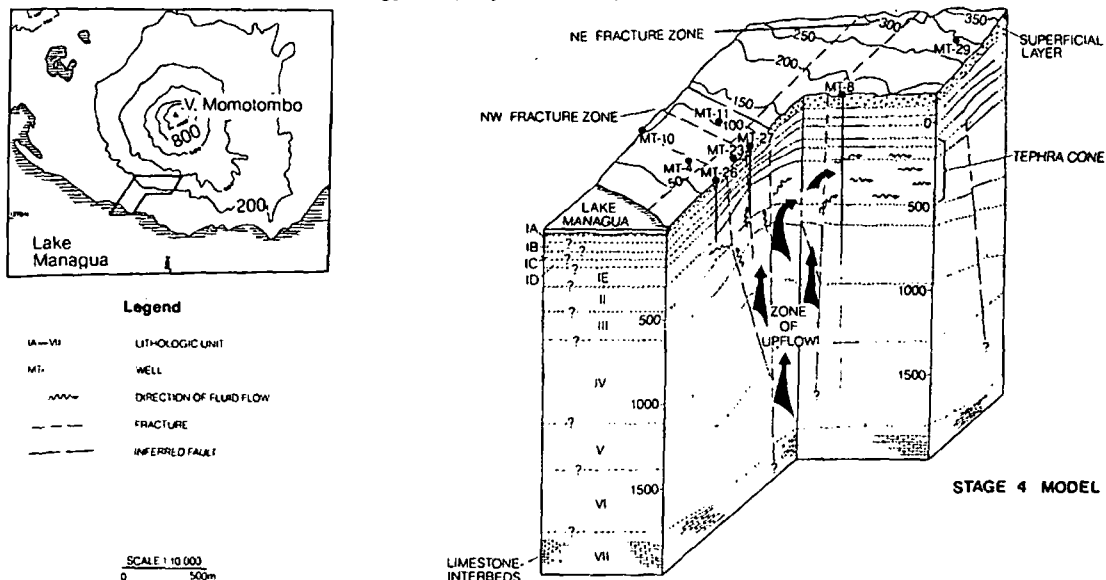 V. Momotombo
800
200
Lake
Managua
Legend
IA-VII LITHOLOGIC UNIT
MT- WELL
DIRECTION OF FLUID FLOW
FRACTURE
INFERRED FAULT
SCALE 1:10 000
0 500m
NE FRACTURE ZONE
NW FRACTURE ZONE
350
300
250
200
150
100
50
MT-29
SUPERFICIAL
LAYER
MT-8
MT-11
MT-10
MT-2
MT-23
MT-4
MT-26
TEPHRA CONE
LAKE
MANAGUA
0
500
1000
1500
IA
IB
IC
ID
IE
II
III
IV
V
VI
VII
500
1000
1500
? ? ? ? ? ? ? ? ? ? ?
ZONE
OF
UPFLOW
STAGE 4 MODEL
LIMESTONE-
INTERBEDS